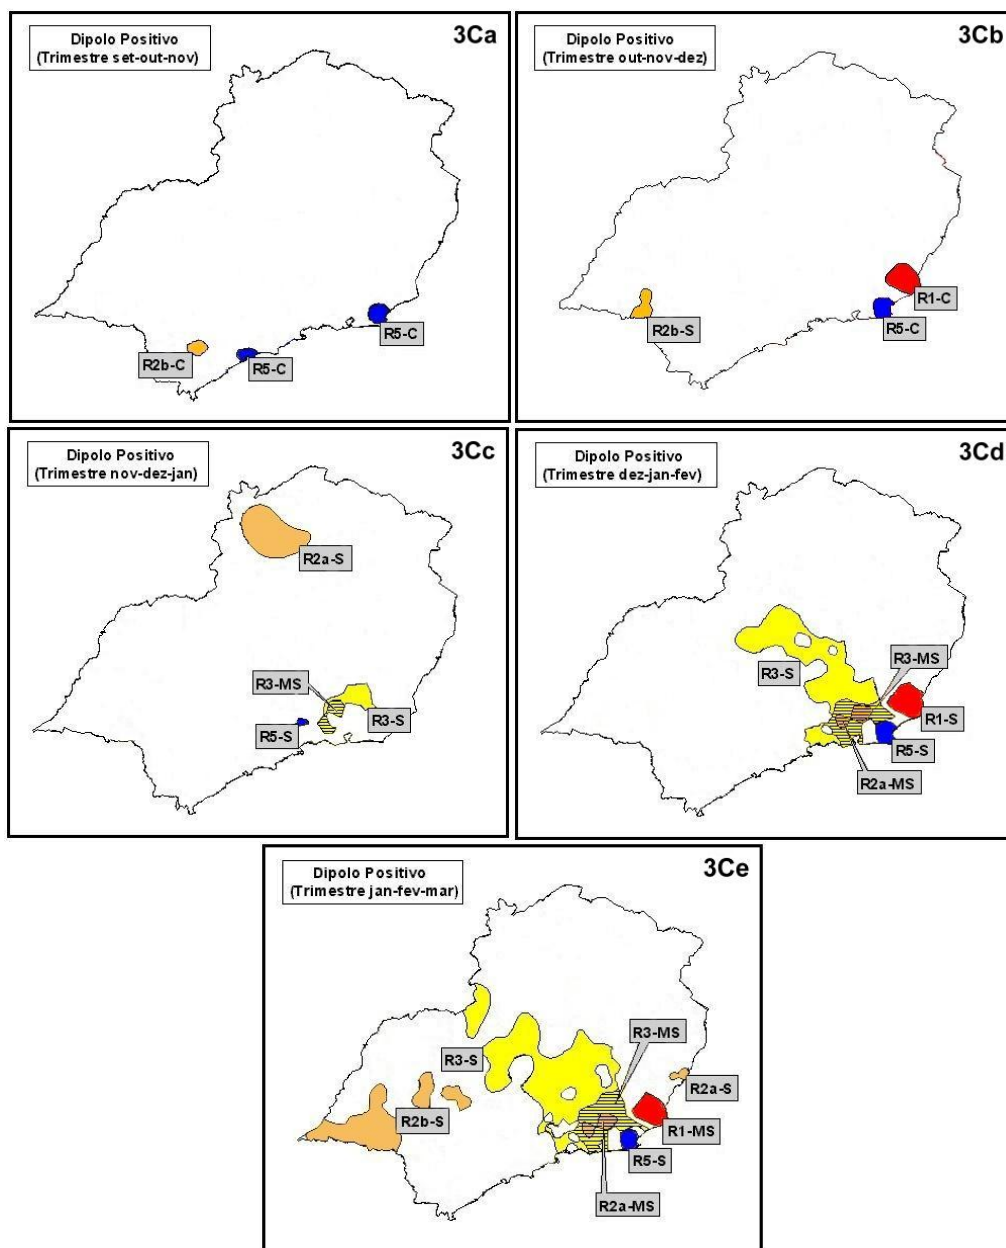 Dipolo Positivo
(Trimestre set-out-nov)
3Ca
R5-C
R2b-C
R5-C
Dipolo Positivo
(Trimestre out-nov-dez)
3Cb
R1-C
R5-C
R2b-S
Dipolo Positivo
(Trimestre nov-dez-jan)
3Cc
R2a-S
R3-MS
R3-S
R5-S
Dipolo Positivo
(Trimestre dez-jan-fev)
3Cd
R3-MS
R3-S
R1-S
R5-S
R2a-MS
Dipolo Positivo
(Trimestre jan-fev-mar)
3Ce
R3-MS
R3-S
R2a-S
R2b-S
R1-MS
R5-S
R2a-MS